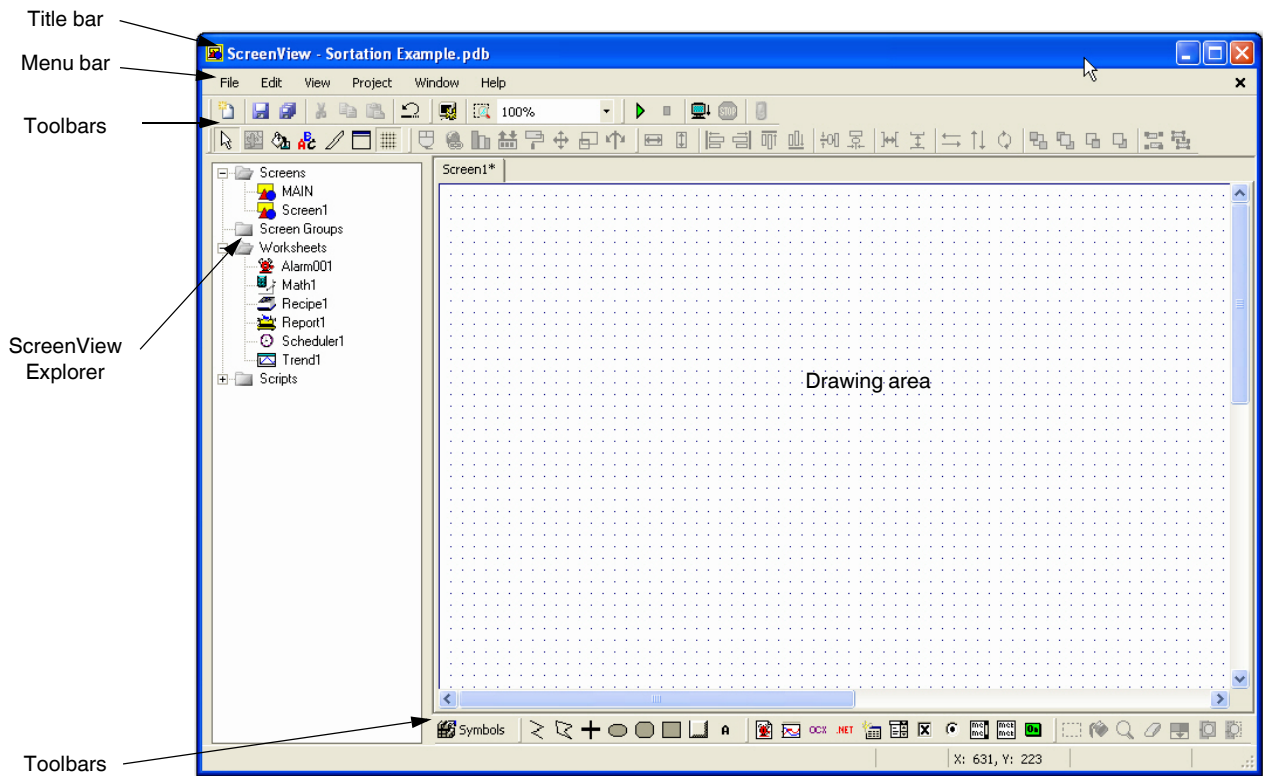 Title bar
ScreenView - Sortation Example.pdb
Menu bar
File Edit View Project Window Help
Toolbars
100%
STOP
ABC
Screens
MAIN
Screen1
Screen Groups
Worksheets
Alarm001
Math1
Recipe1
Report1
Scheduler1
Trend1
Scripts
ScreenView
Explorer
Screen1*
Drawing area
Symbols
A
OCX .NET
Toolbars
X: 631, Y: 223